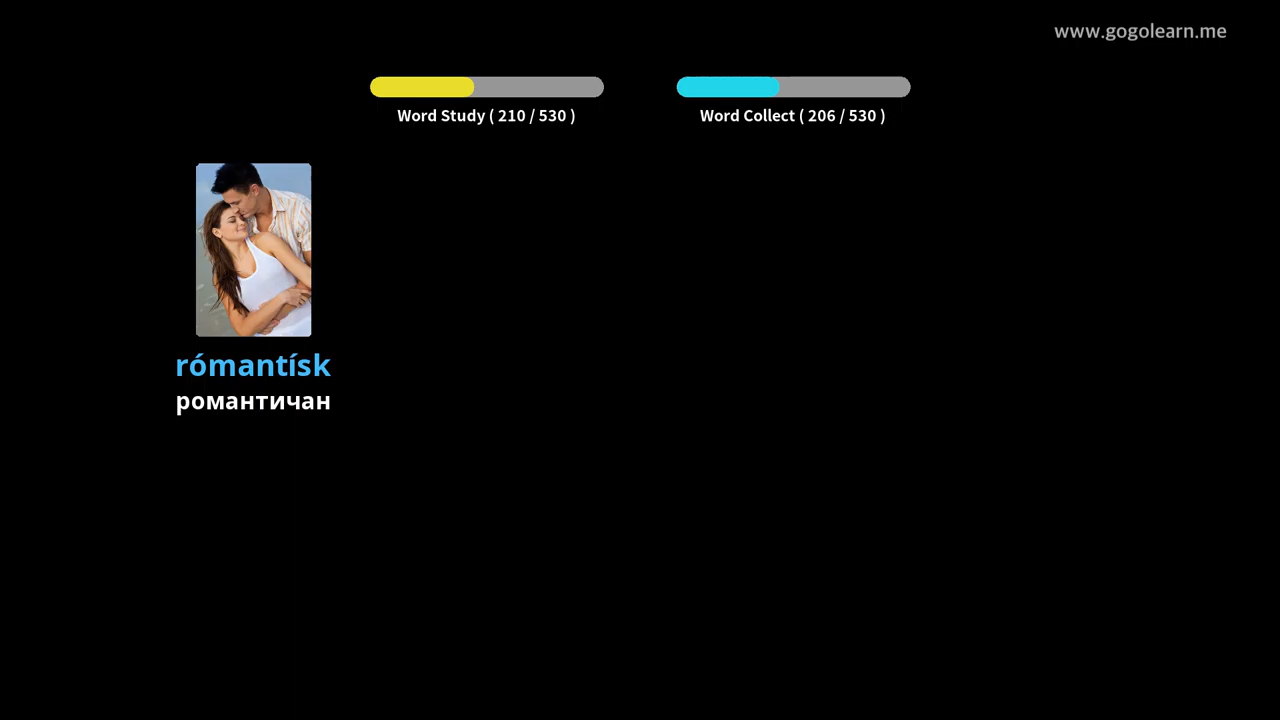 www.gogolearn.me
Word Study ( 210 / 530 )
Word Collect ( 206 / 530 )
rómantísk
романтичан